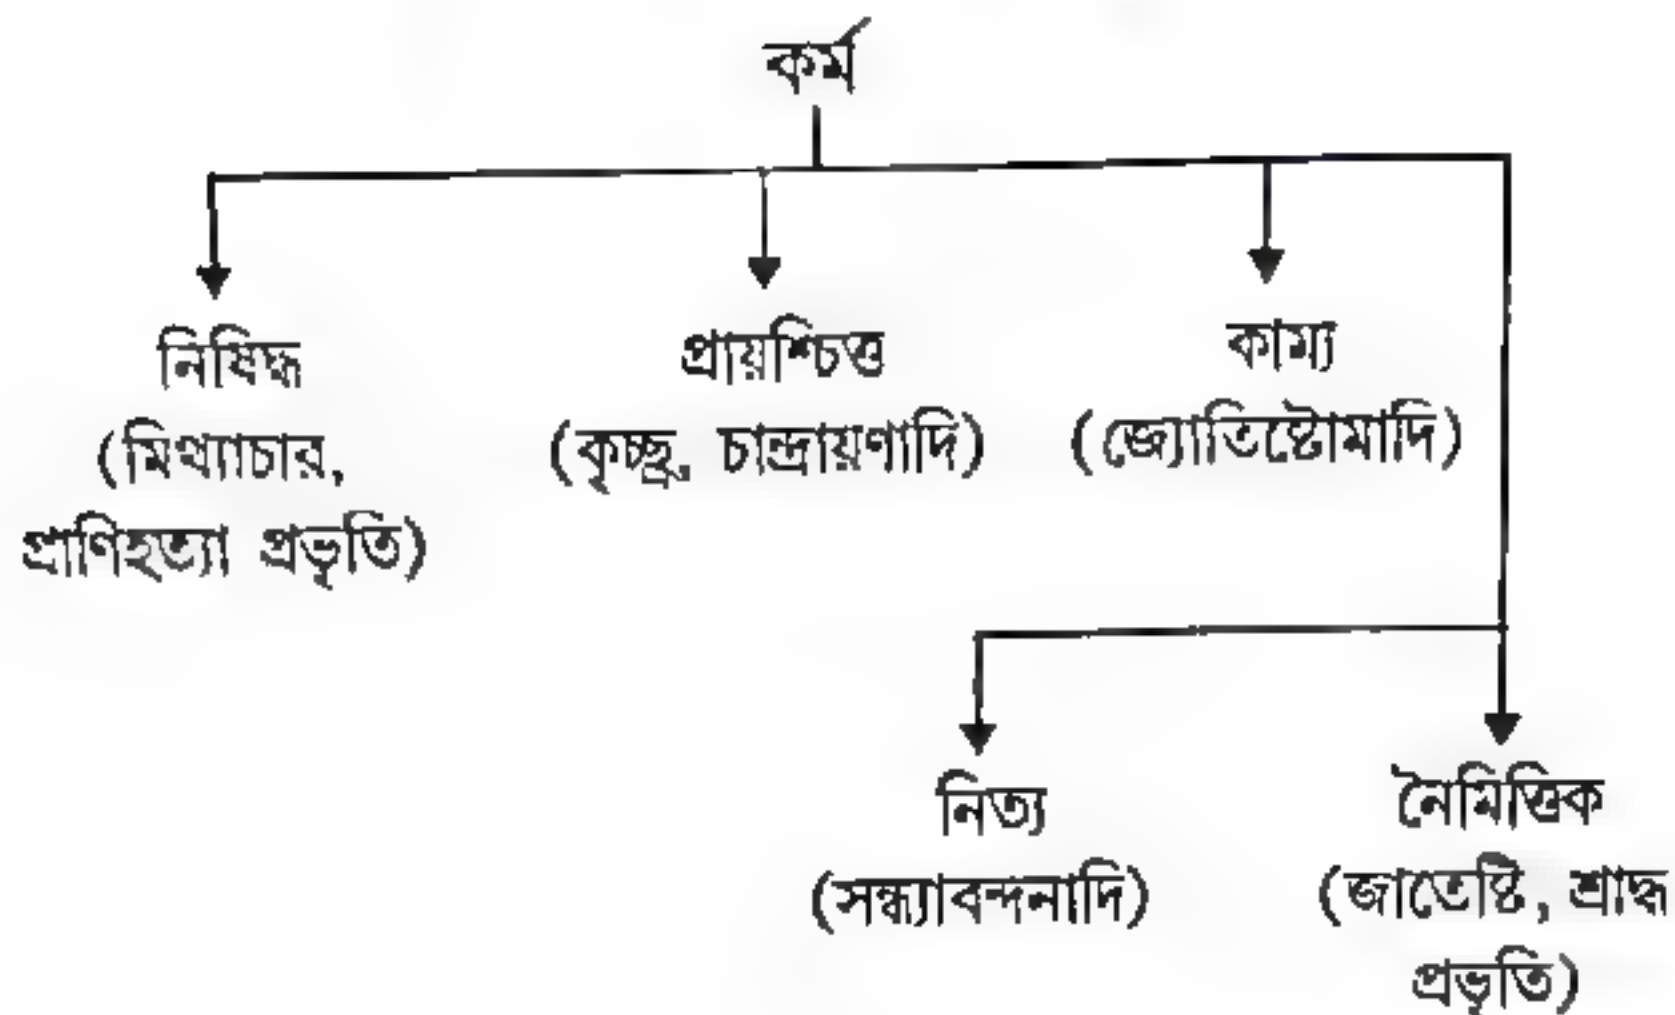 কর্ম
নিষিদ্ধ
(মিথ্যাচার,
প্রাণিহত্যা প্রভৃতি)
প্রায়শ্চিত্ত
(কৃচ্ছ্র, চান্দ্রায়ণাদি)
কাম্য
(জ্যোতিষ্টোমাদি)
নিত্য
(সন্ধ্যাবন্দনাদি)
নৈমিত্তিক
(জাতেষ্টি, শ্রাদ্ধ
প্রভৃতি)